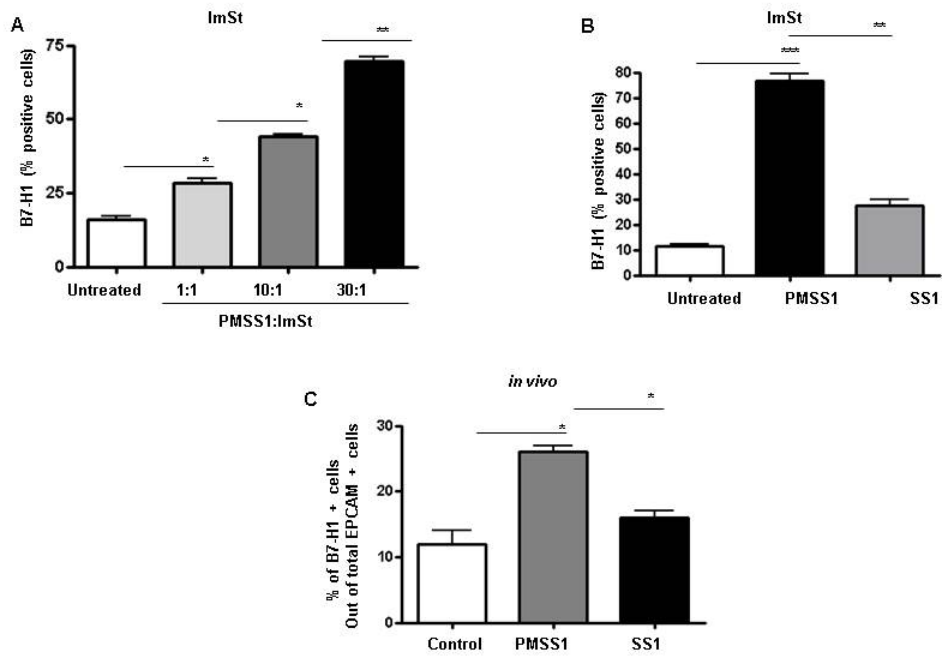 A
ImSt
**
75
*
50
*
25
0
B7-H1 (% positive cells)
Untreated 1:1 10:1 30:1
PMSS1:ImSt
B
ImSt
**
***
80
70
60
50
40
30
20
10
0
B7-H1 (% positive cells)
Untreated PMSS1 SS1
C
in vivo
*
*
30
20
10
0
% of B7-H1 + cells
Out of total EPCAM + cells
Control PMSS1 SS1